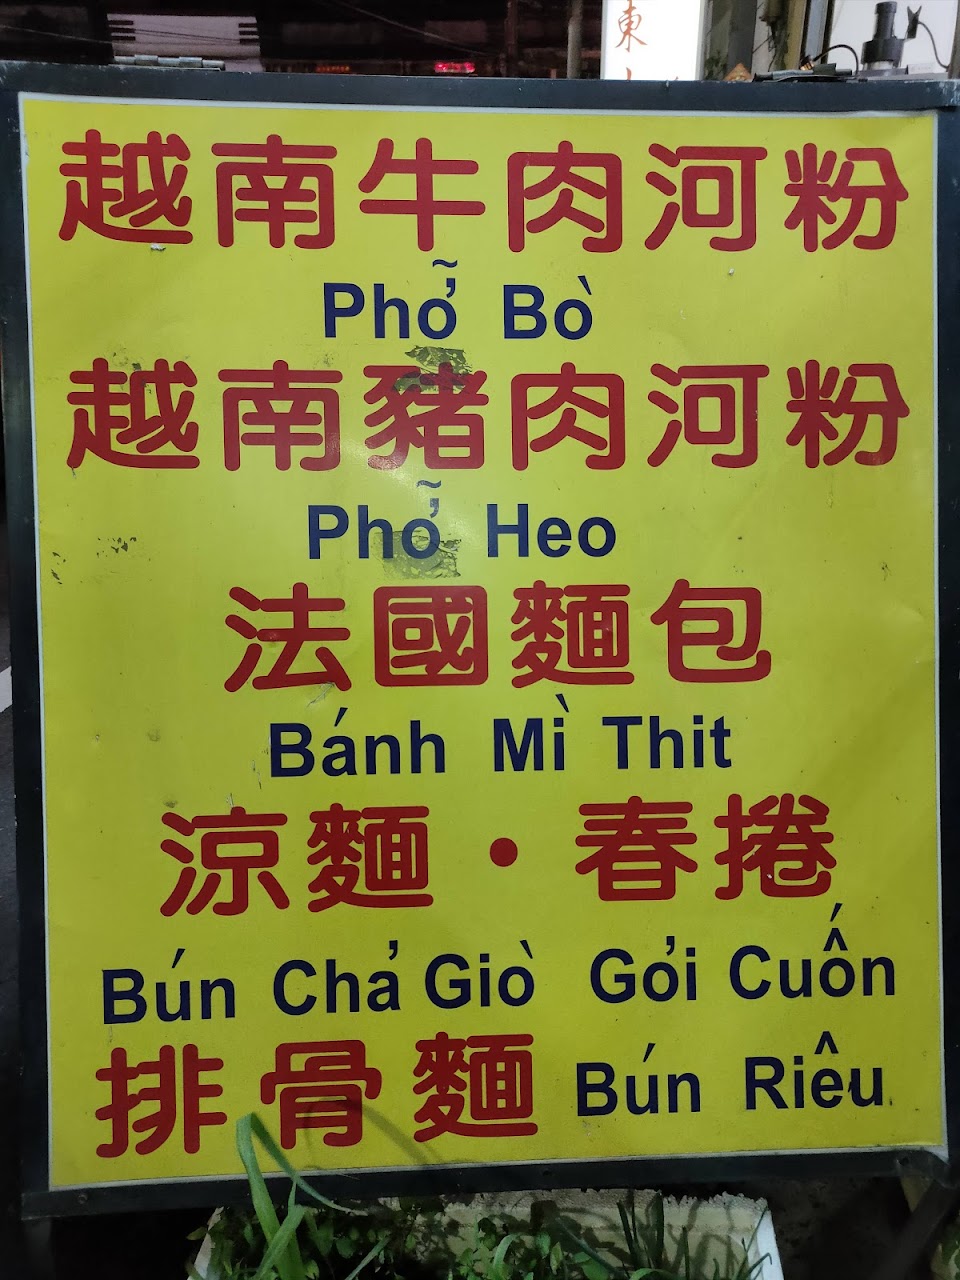 東
越南牛肉河粉
Phở̃ Bò
越南豬肉河粉
Phở̃ Heo
法國麵包
Bánh Mì Thit
涼麵・春捲
Bún Chả Giò Gỏi Cuốn
排骨麵 Bún Riêu